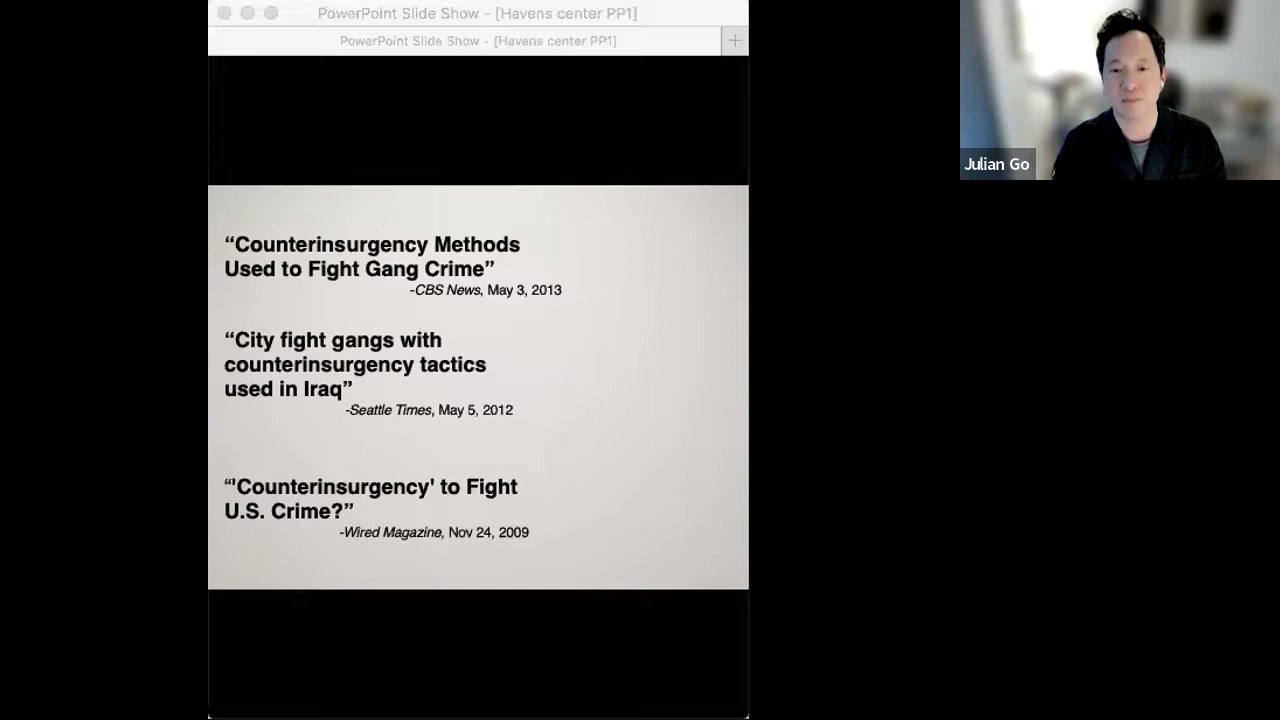 PowerPoint Slide Show - [Havens center PP1]
PowerPoint Slide Show - [Havens center PP1]
“Counterinsurgency Methods
Used to Fight Gang Crime”
-CBS News, May 3, 2013
“City fight gangs with
counterinsurgency tactics
used in Iraq”
-Seattle Times, May 5, 2012
“'Counterinsurgency' to Fight
U.S. Crime?”
-Wired Magazine, Nov 24, 2009
Julian Go